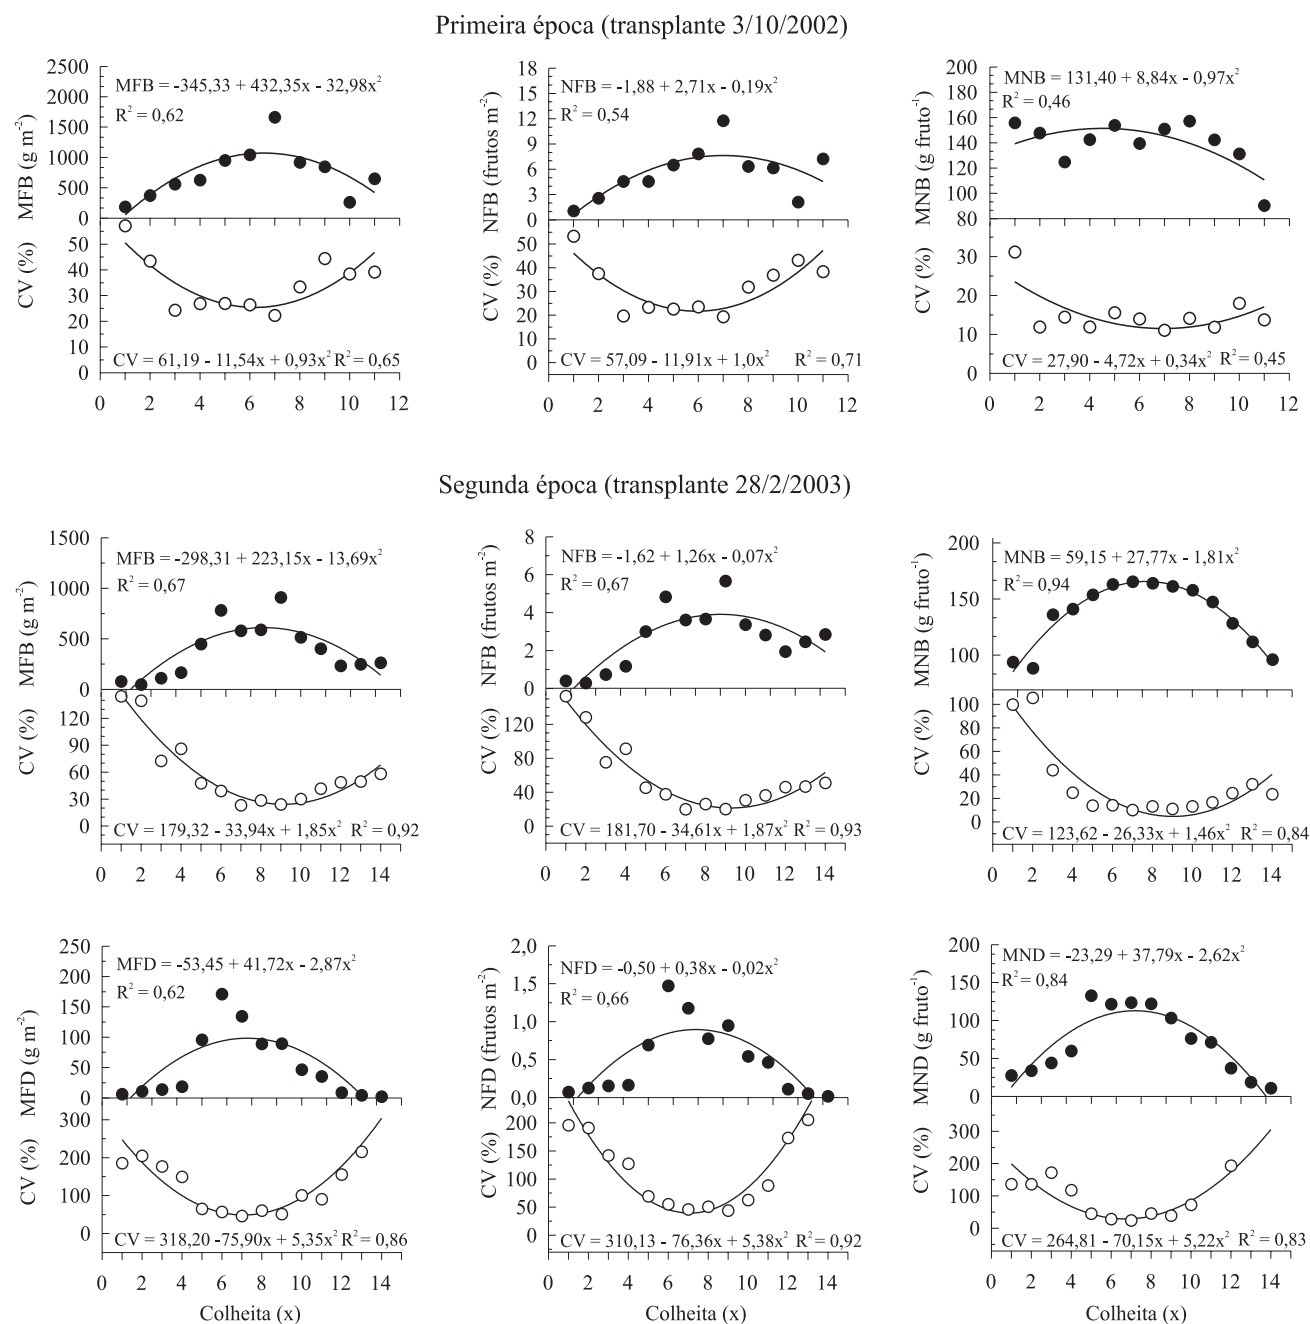 Primeira época (transplante 3/10/2002)
MFB (g m⁻²)
2500
2000
1500
1000
500
0
MFB = -345,33 + 432,35x - 32,98x²
R² = 0,62
CV (%)
50
40
30
20
10
0
CV = 61,19 - 11,54x + 0,93x² R² = 0,65
0 2 4 6 8 10 12
NFB (frutos m⁻²)
18
15
12
9
6
3
0
NFB = -1,88 + 2,71x - 0,19x²
R² = 0,54
CV (%)
50
40
30
20
10
0
CV = 57,09 - 11,91x + 1,0x² R² = 0,71
0 2 4 6 8 10 12
MNB (g fruto⁻¹)
200
180
160
140
120
100
80
MNB = 131,40 + 8,84x - 0,97x²
R² = 0,46
CV (%)
30
20
10
0
CV = 27,90 - 4,72x + 0,34x² R² = 0,45
0 2 4 6 8 10 12
Segunda época (transplante 28/2/2003)
MFB (g m⁻²)
1500
1000
500
0
MFB = -298,31 + 223,15x - 13,69x²
R² = 0,67
CV (%)
120
90
60
30
0
CV = 179,32 - 33,94x + 1,85x² R² = 0,92
0 2 4 6 8 10 12 14
NFB (frutos m⁻²)
8
6
4
2
0
NFB = -1,62 + 1,26x - 0,07x²
R² = 0,67
CV (%)
120
80
40
0
CV = 181,70 - 34,61x + 1,87x² R² = 0,93
0 2 4 6 8 10 12 14
MNB (g fruto⁻¹)
200
150
100
MNB = 59,15 + 27,77x - 1,81x²
R² = 0,94
CV (%)
100
80
60
40
20
0
CV = 123,62 - 26,33x + 1,46x² R² = 0,84
0 2 4 6 8 10 12 14
MFD (g m⁻²)
250
200
150
100
50
0
MFD = -53,45 + 41,72x - 2,87x²
R² = 0,62
CV (%)
300
200
100
0
CV = 318,20 -75,90x + 5,35x² R² = 0,86
0 2 4 6 8 10 12 14
Colheita (x)
NFD (frutos m⁻²)
2,0
1,5
1,0
0,5
0,0
NFD = -0,50 + 0,38x - 0,02x²
R² = 0,66
CV (%)
200
150
100
50
0
CV = 310,13 - 76,36x + 5,38x² R² = 0,92
0 2 4 6 8 10 12 14
Colheita (x)
MND (g fruto⁻¹)
200
150
100
50
0
MND = -23,29 + 37,79x - 2,62x²
R² = 0,84
CV (%)
300
200
100
0
CV = 264,81 - 70,15x + 5,22x² R² = 0,83
0 2 4 6 8 10 12 14
Colheita (x)